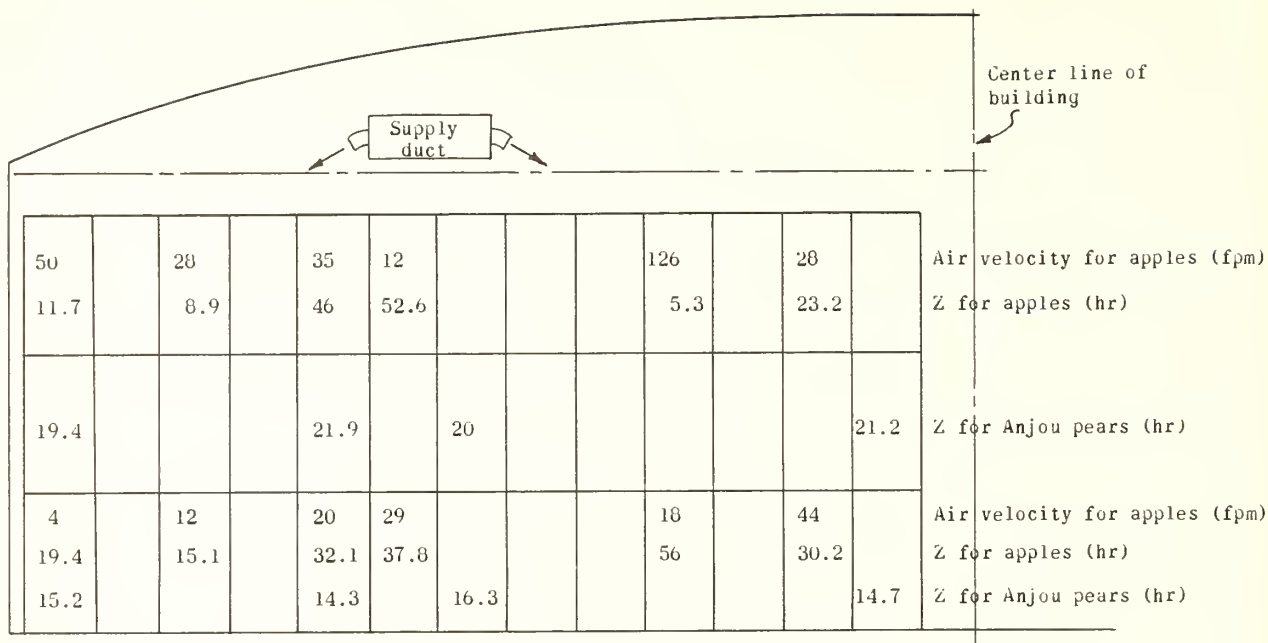 Center line of
building
Supply
duct
50 28 35 12 126 28 Air velocity for apples (fpm)
11.7 8.9 46 52.6 5.3 23.2 Z for apples (hr)
19.4 21.9 20 21.2 Z for Anjou pears (hr)
4 12 20 29 18 44 Air velocity for apples (fpm)
19.4 15.1 32.1 37.8 56 30.2 Z for apples (hr)
15.2 14.3 16.3 14.7 Z for Anjou pears (hr)